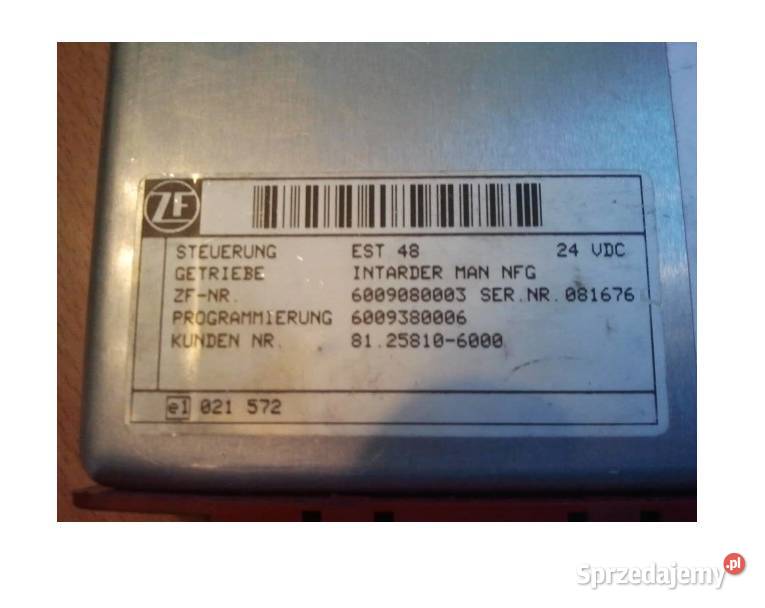 ZF
STEUERUNG EST 48 24 VDC
GETRIEBE INTARDER MAN NFG
ZF-NR. 6009080003 SER.NR.081676
PROGRAMMIERUNG 6009380006
KUNDEN NR. 81.25810-6000
e1 021 572
Sprzedajemy.pl